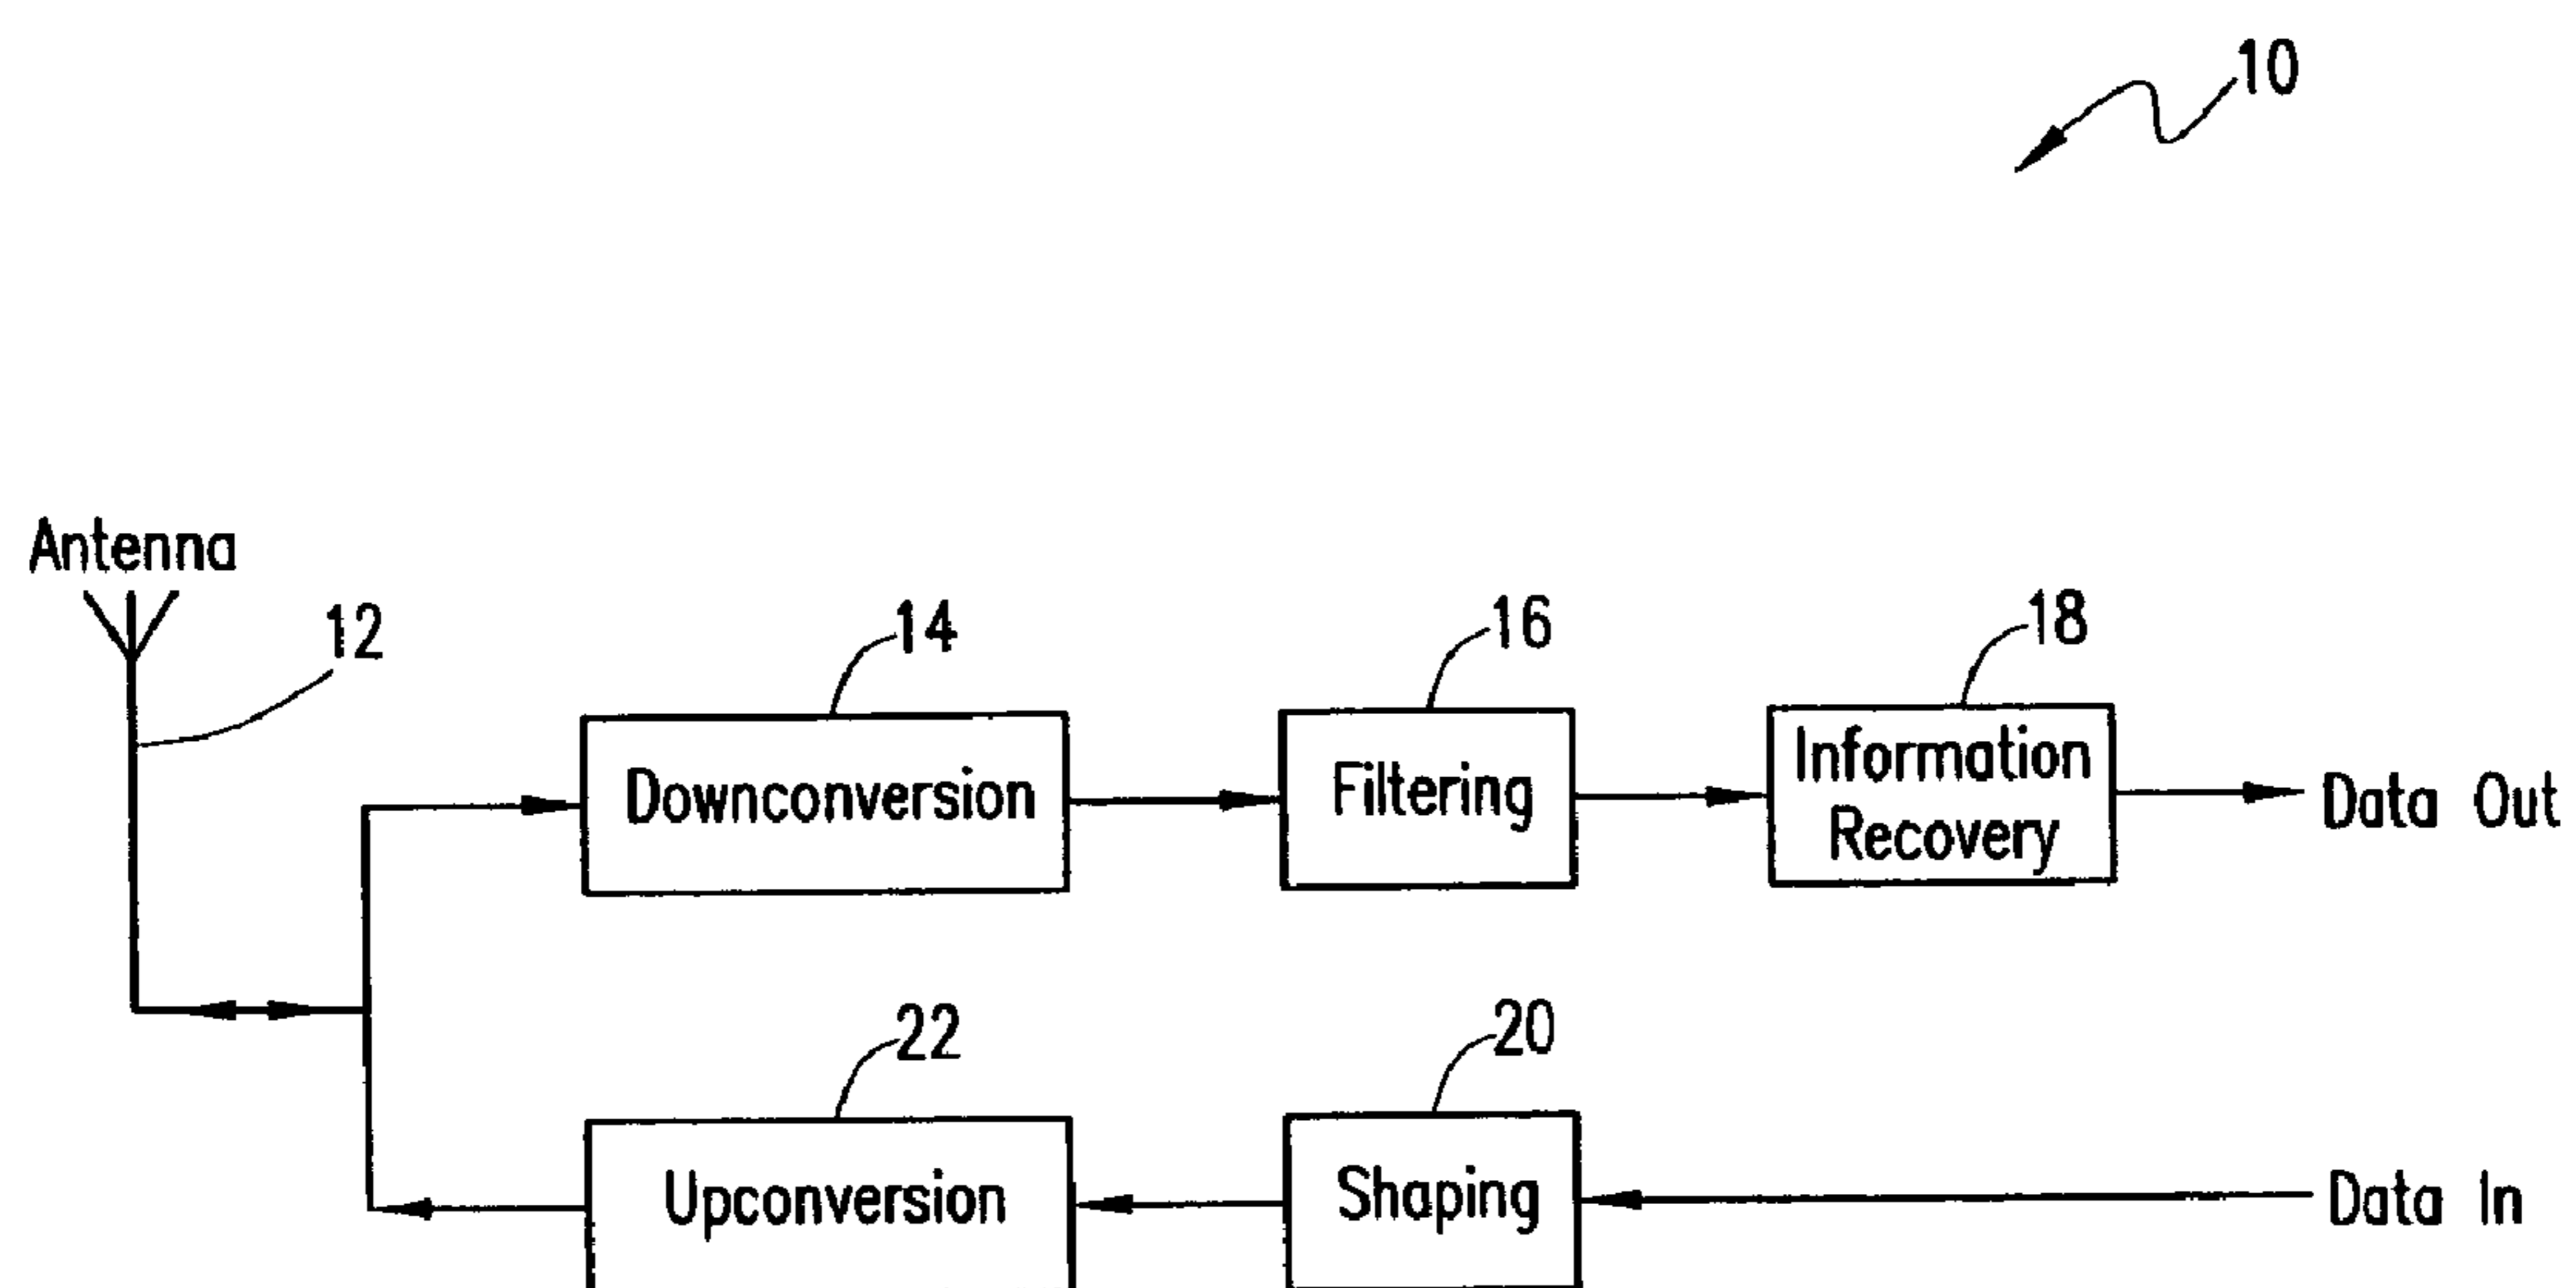 10
Antenna
12
14
16
18
Downconversion
Filtering
Information
Recovery
Data Out
22
20
Upconversion
Shaping
Data In